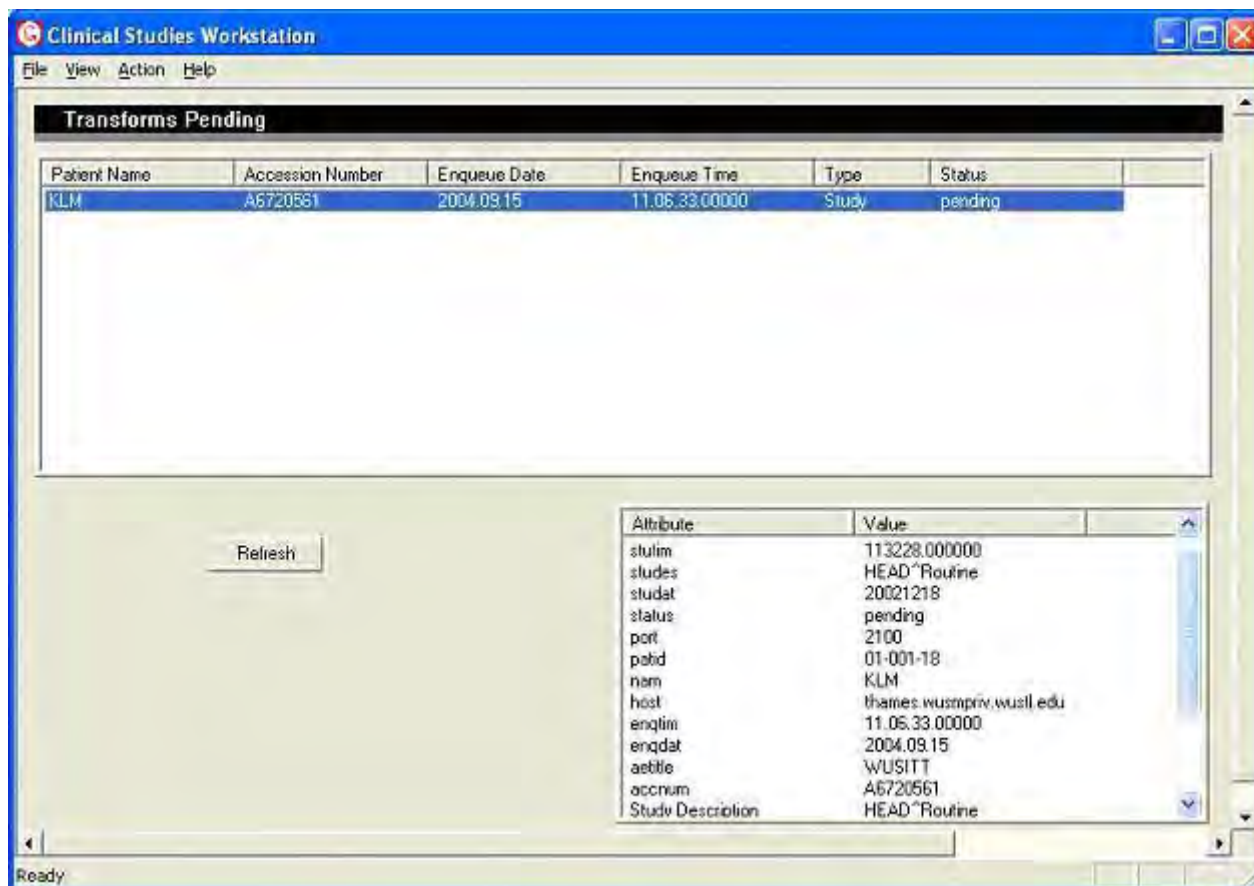 Clinical Studies Workstation
File View Action Help
Transforms Pending
Patient Name Accession Number Enqueue Date Enqueue Time Type Status
KLM A6720561 2004.09.15 11.06.33.00000 Study pending
Refresh
Attribute Value
stutim 113228.000000
studes HEAD^Routine
studat 20021218
status pending
port 2100
patid 01-001-18
nam KLM
host thames.wusmpriv.wustl.edu
enqtim 11.06.33.00000
enqdat 2004.09.15
aetitle WUSITT
accnum A6720561
Study Description HEAD^Routine
Ready